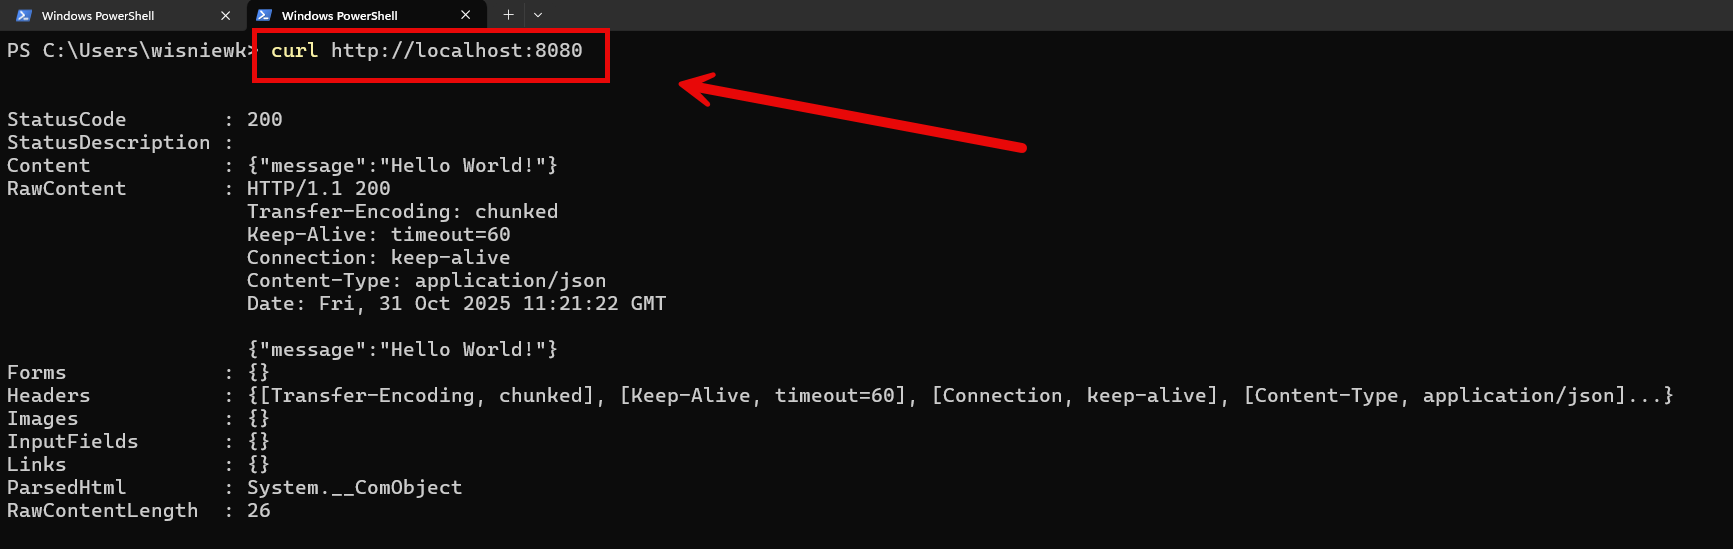 Windows PowerShell
Windows PowerShell
PS C:\Users\wisniewk> curl http://localhost:8080
StatusCode : 200
StatusDescription :
Content : {"message":"Hello World!"}
RawContent : HTTP/1.1 200
Transfer-Encoding: chunked
Keep-Alive: timeout=60
Connection: keep-alive
Content-Type: application/json
Date: Fri, 31 Oct 2025 11:21:22 GMT
{"message":"Hello World!"}
Forms : {}
Headers : {[Transfer-Encoding, chunked], [Keep-Alive, timeout=60], [Connection, keep-alive], [Content-Type, application/json]...}
Images : {}
InputFields : {}
Links : {}
ParsedHtml : System.__ComObject
RawContentLength : 26